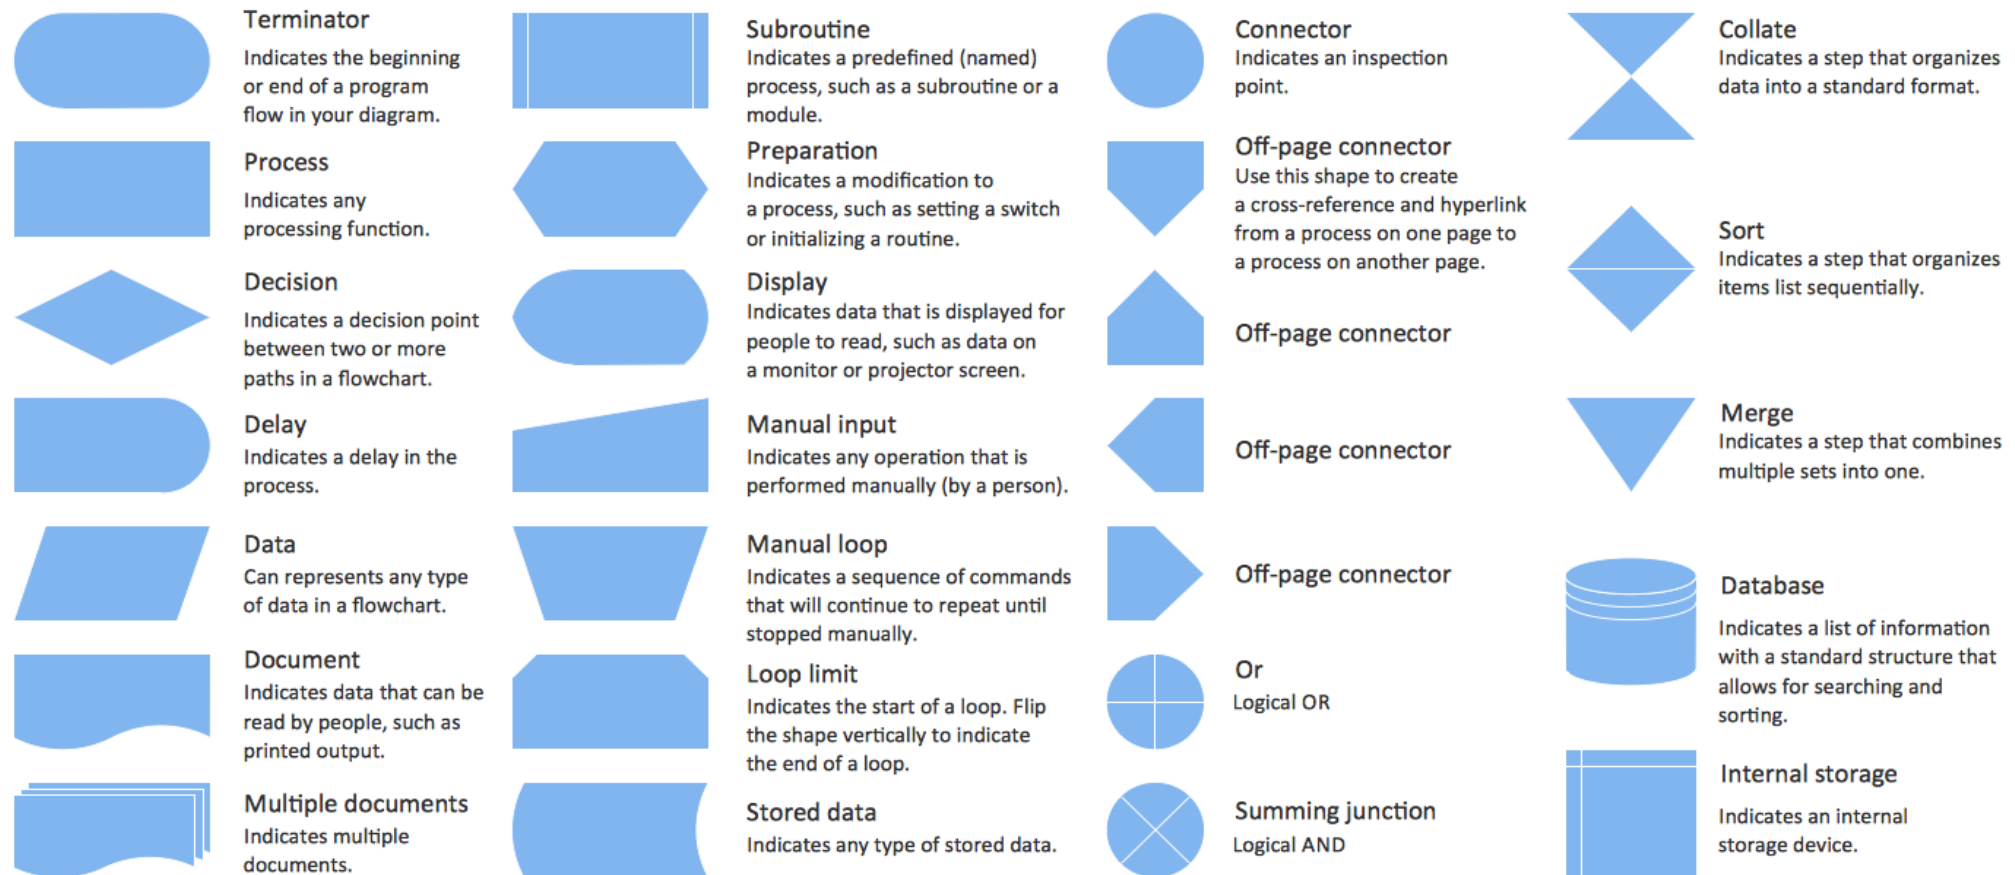 Terminator
Indicates the beginning
or end of a program
flow in your diagram.
Process
Indicates any
processing function.
Decision
Indicates a decision point
between two or more
paths in a flowchart.
Delay
Indicates a delay in the
process.
Data
Can represents any type
of data in a flowchart.
Document
Indicates data that can be
read by people, such as
printed output.
Multiple documents
Indicates multiple
documents.
Subroutine
Indicates a predefined (named)
process, such as a subroutine or a
module.
Preparation
Indicates a modification to
a process, such as setting a switch
or initializing a routine.
Display
Indicates data that is displayed for
people to read, such as data on
a monitor or projector screen.
Manual input
Indicates any operation that is
performed manually (by a person).
Manual loop
Indicates a sequence of commands
that will continue to repeat until
stopped manually.
Loop limit
Indicates the start of a loop. Flip
the shape vertically to indicate
the end of a loop.
Stored data
Indicates any type of stored data.
Connector
Indicates an inspection
point.
Off-page connector
Use this shape to create
a cross-reference and hyperlink
from a process on one page to
a process on another page.
Off-page connector
Off-page connector
Off-page connector
Or
Logical OR
Summing junction
Logical AND
Collate
Indicates a step that organizes
data into a standard format.
Sort
Indicates a step that organizes
items list sequentially.
Merge
Indicates a step that combines
multiple sets into one.
Database
Indicates a list of information
with a standard structure that
allows for searching and
sorting.
Internal storage
Indicates an internal
storage device.